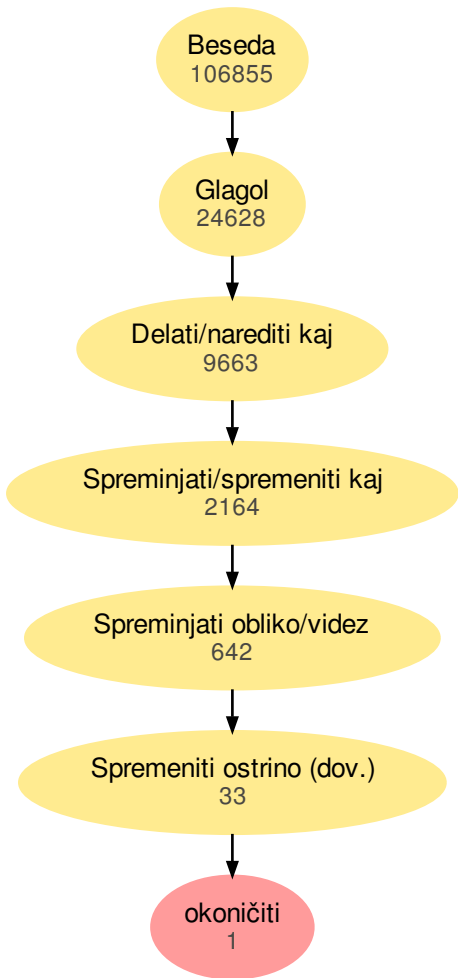 Beseda
106855
Glagol
24628
Delati/narediti kaj
9663
Spreminjati/spremeniti kaj
2164
Spreminjati obliko/videz
642
Spremeniti ostrino (dov.)
33
okoničiti
1